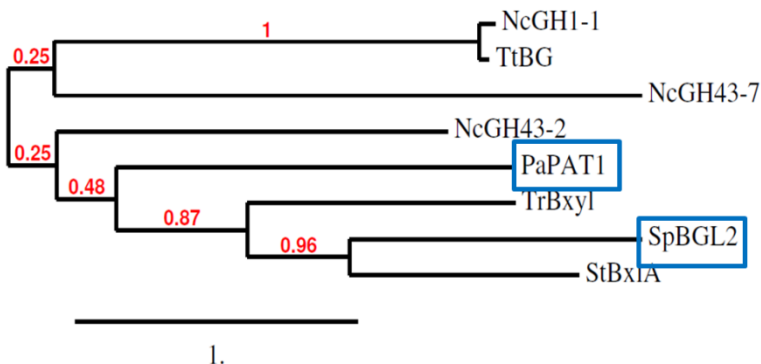 NcGH1-1
1
0.25
TtBG
NcGH43-7
NcGH43-2
0.25
PaPAT1
0.48
TrBxyl
0.87
SpBGL2
0.96
StBxlA
1.